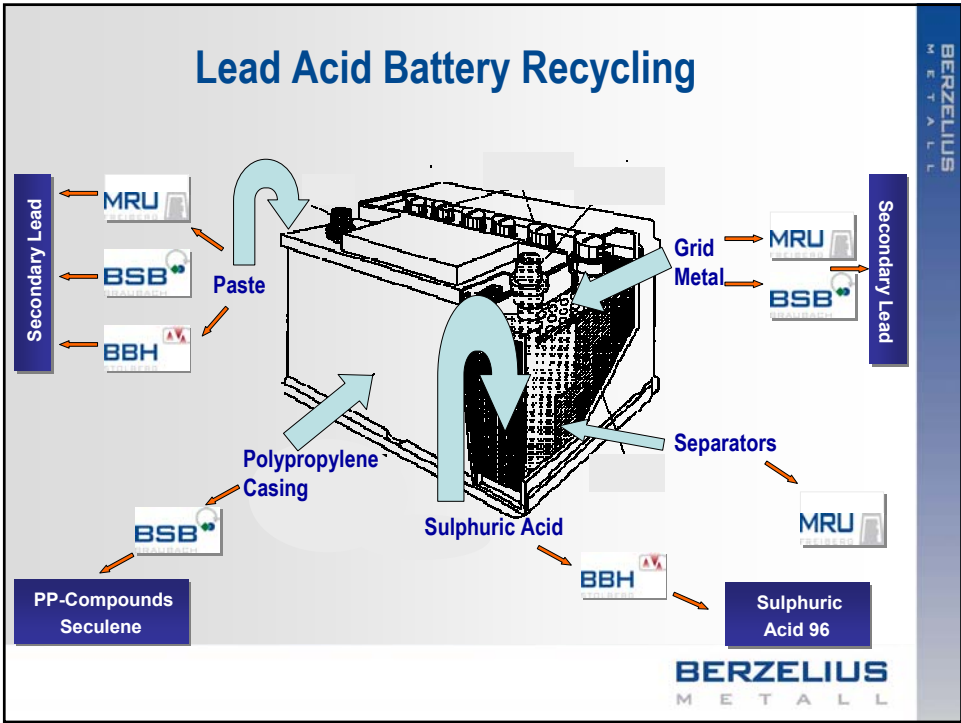 Lead Acid Battery Recycling
BERZELIUS
METALL
Secondary Lead
MRU
FREIBERG
BSB
BRAUBACH
BBH
STOLBERG
Paste
Grid
Metal
MRU
FREIBERG
BSB
BRAUBACH
Secondary Lead
Polypropylene
Casing
BSB
BRAUBACH
PP-Compounds
Seculene
Sulphuric Acid
BBH
STOLBERG
Sulphuric
Acid 96
Separators
MRU
FREIBERG
BERZELIUS
METALL